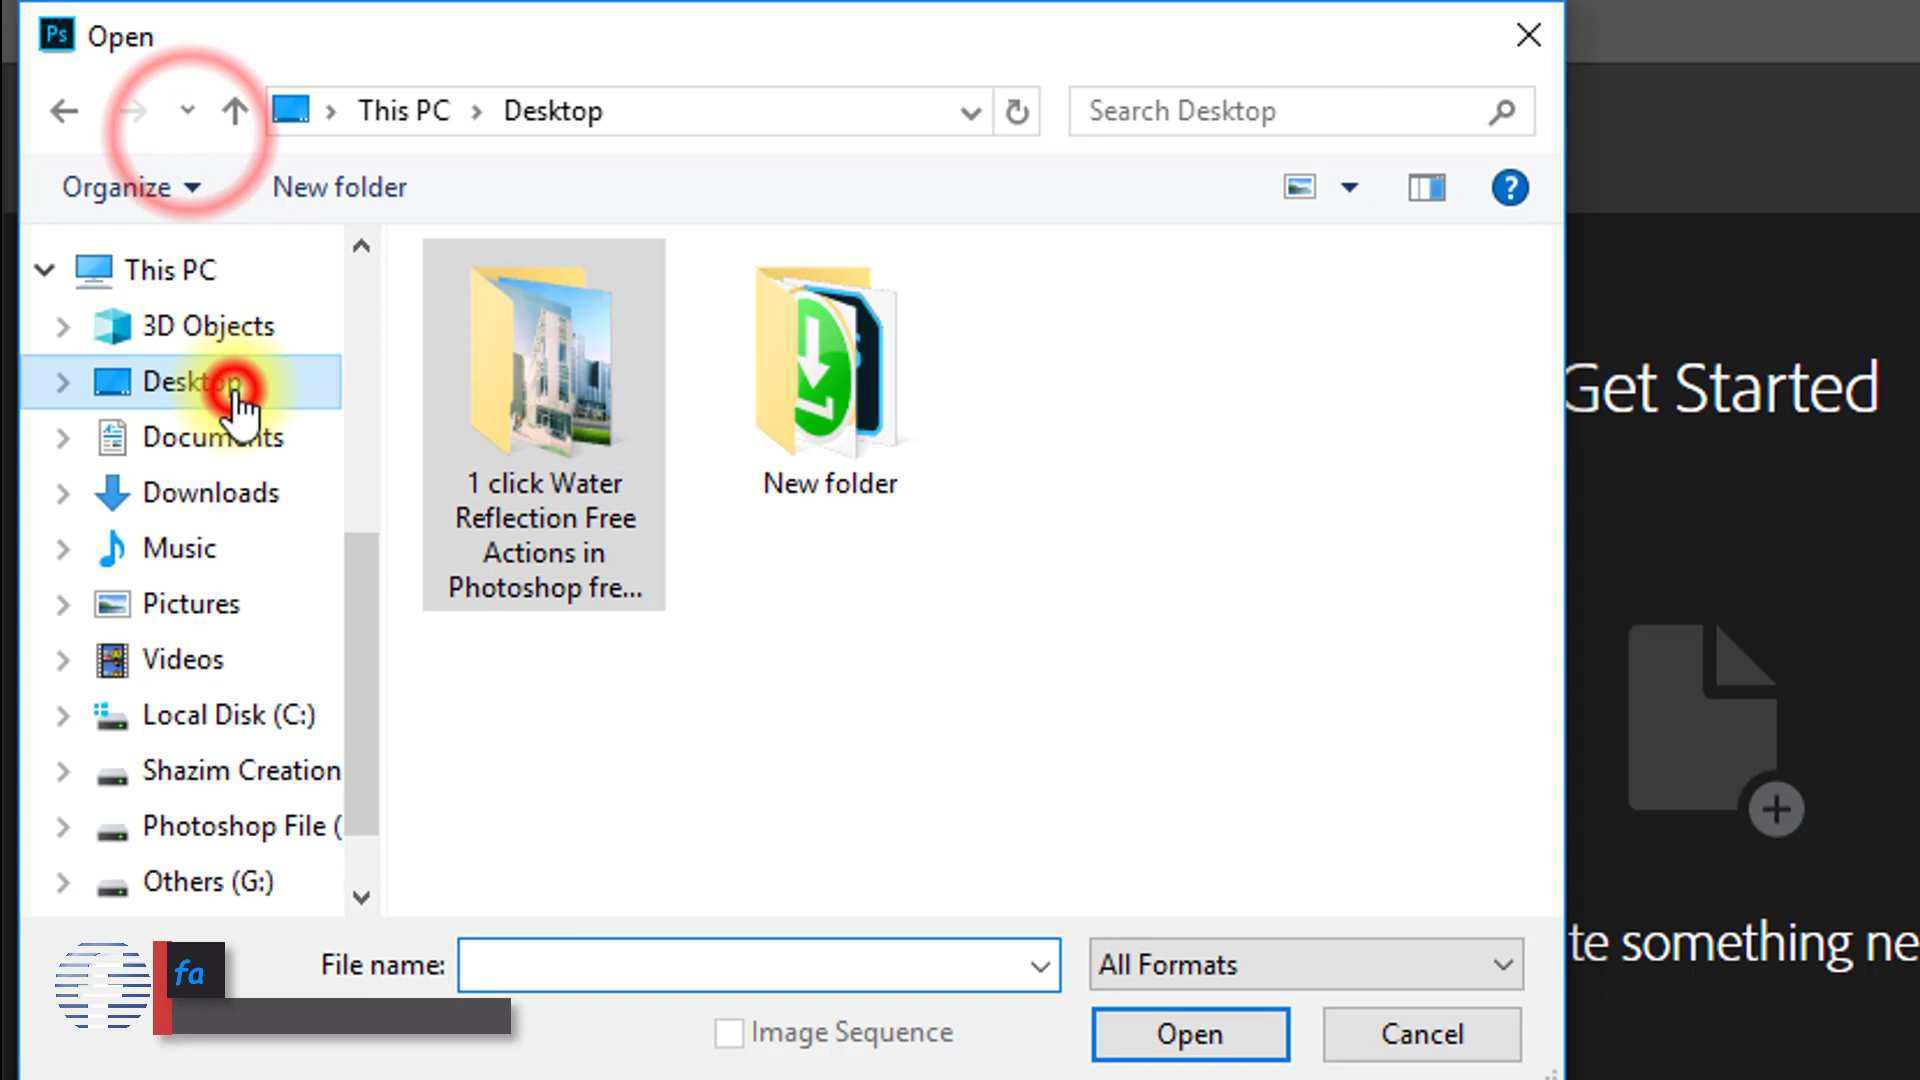 Ps Open
This PC Desktop
Search Desktop
Organize New folder
?
This PC
3D Objects
Desktop
Documents
Downloads
Music
Pictures
Videos
Local Disk (C:)
Shazim Creation
Photoshop File (
Others (G:)
1 click Water
Reflection Free
Actions in
Photoshop fre...
New folder
Get Started
te something ne
File name:
All Formats
Image Sequence
Open
Cancel
fa